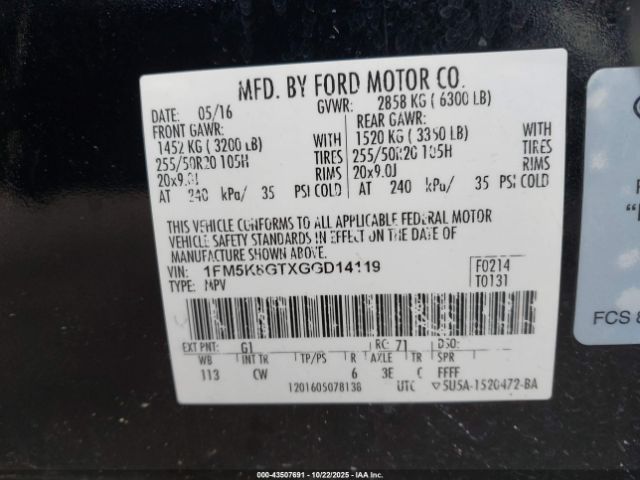 MFD. BY FORD MOTOR CO.
DATE: 05/16 GVWR: 2858 KG ( 6300 LB)
FRONT GAWR: REAR GAWR:
1452 KG ( 3200 LB) WITH 1520 KG ( 3350 LB) WITH
255/50R20 105H TIRES 255/50R20 105H TIRES
20x9.0J RIMS 20x9.0J RIMS
AT 240 kPa/ 35 PSI COLD AT 240 kPa/ 35 PSI COLD
THIS VEHICLE CONFORMS TO ALL APPLICABLE FEDERAL MOTOR
VEHICLE SAFETY STANDARDS IN EFFECT ON THE DATE OF
MANUFACTURE SHOWN ABOVE.
VIN: 1FM5K8GTXGGD14119 F0214
TYPE: MPV T0131
EXT PNT: G1 RC: 71 DSO:
WB INT TR TP/PS R AXLE TR SPR
113 CW 6 3E C FFFF
1201605078138 UTC ▽5U5A-1520472-BA
FCS 8
# 000-43507691 - 10/22/2025 - IAAI.COM